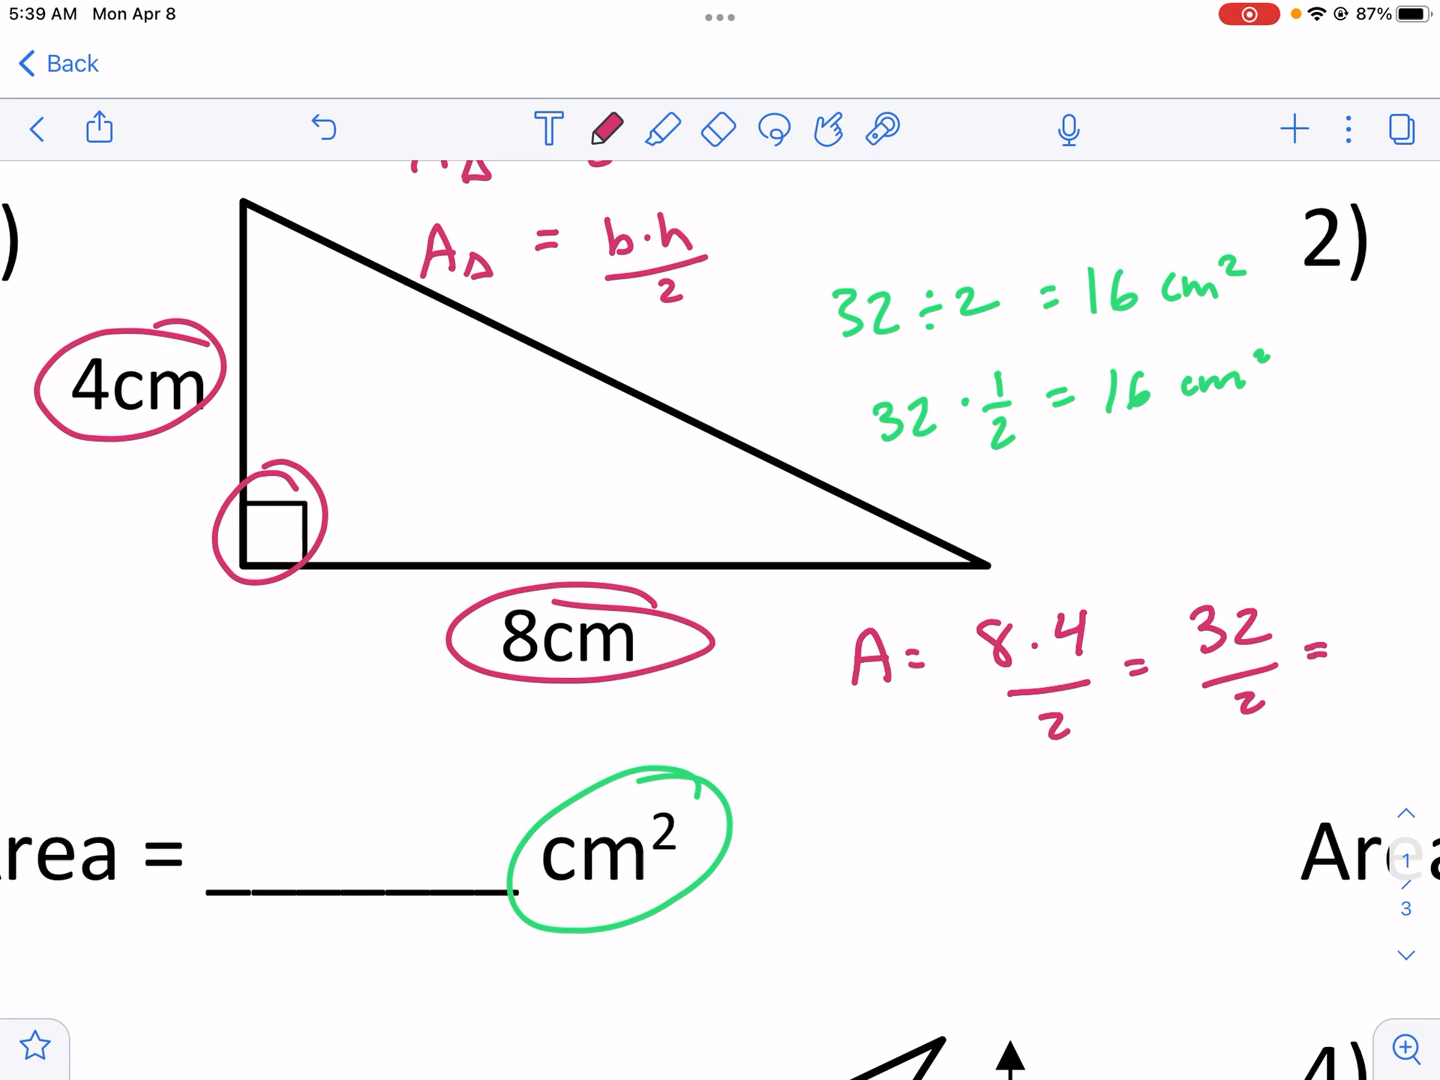 5:39 AM Mon Apr 8
87%
Back
A△ = b·h / 2
)
2)
32 ÷ 2 = 16 cm²
4cm
32 · 1/2 = 16 cm²
8cm
A = 8·4 / 2 = 32 / 2 =
rea = ________ cm²
Area
1
/
3
4)